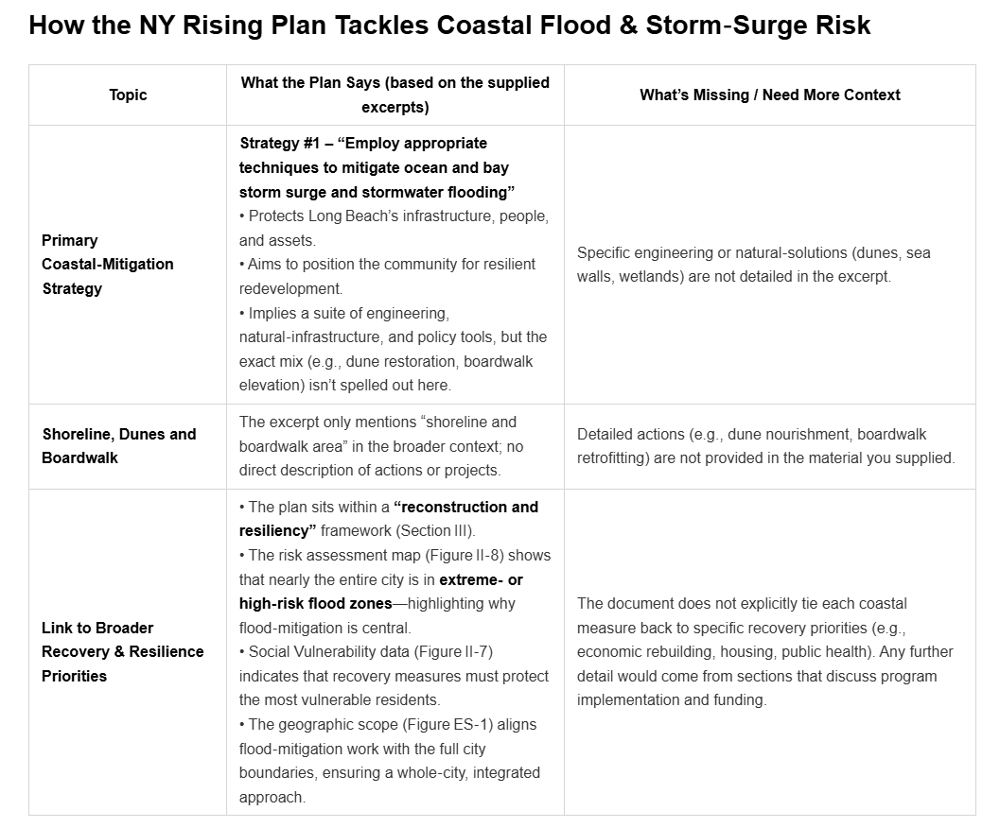 How the NY Rising Plan Tackles Coastal Flood & Storm-Surge Risk
Topic
What the Plan Says (based on the supplied
excerpts)
What's Missing / Need More Context
Primary
Coastal-Mitigation
Strategy
Strategy #1 – “Employ appropriate
techniques to mitigate ocean and bay
storm surge and stormwater flooding”
• Protects Long Beach’s infrastructure, people,
and assets.
• Aims to position the community for resilient
redevelopment.
• Implies a suite of engineering,
natural-infrastructure, and policy tools, but the
exact mix (e.g., dune restoration, boardwalk
elevation) isn’t spelled out here.
Specific engineering or natural-solutions (dunes, sea
walls, wetlands) are not detailed in the excerpt.
Shoreline, Dunes and
Boardwalk
The excerpt only mentions “shoreline and
boardwalk area” in the broader context; no
direct description of actions or projects.
Detailed actions (e.g., dune nourishment, boardwalk
retrofitting) are not provided in the material you supplied.
Link to Broader
Recovery & Resilience
Priorities
• The plan sits within a “reconstruction and
resiliency” framework (Section III).
• The risk assessment map (Figure II-8) shows
that nearly the entire city is in extreme- or
high-risk flood zones—highlighting why
flood-mitigation is central.
• Social Vulnerability data (Figure II-7)
indicates that recovery measures must protect
the most vulnerable residents.
• The geographic scope (Figure ES-1) aligns
flood-mitigation work with the full city
boundaries, ensuring a whole-city, integrated
approach.
The document does not explicitly tie each coastal
measure back to specific recovery priorities (e.g.,
economic rebuilding, housing, public health). Any further
detail would come from sections that discuss program
implementation and funding.